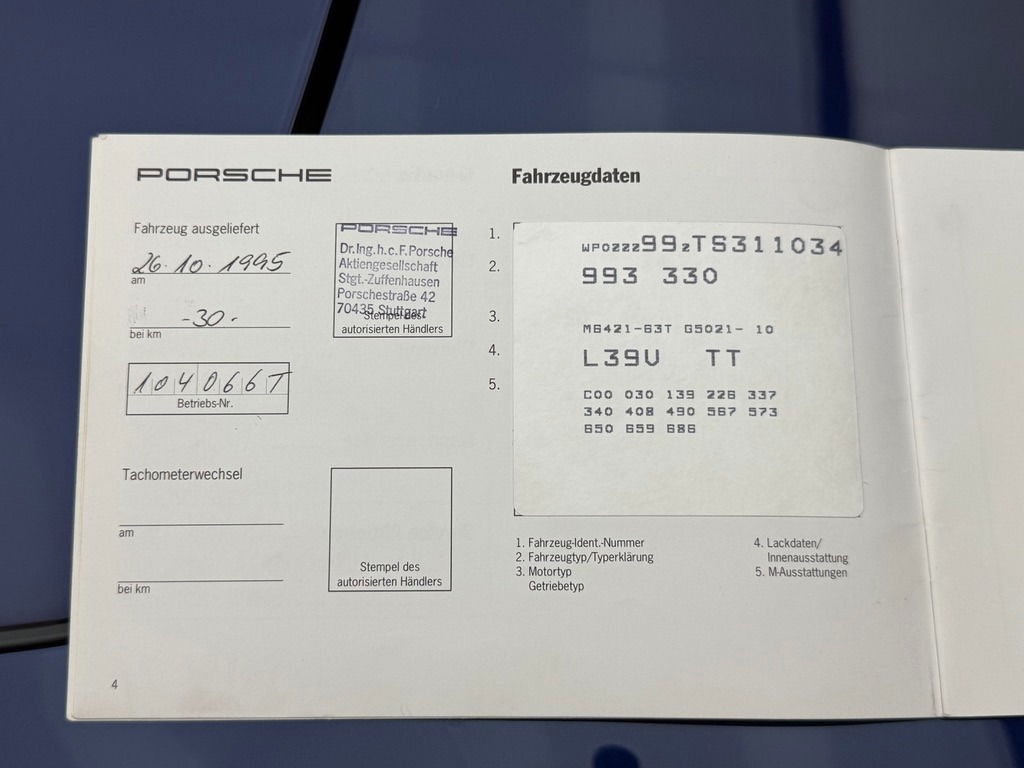 PORSCHE
Fahrzeug ausgeliefert
26.10.1995
am
-30-
bei km
104066T
Betriebs-Nr.
PORSCHE
Dr.Ing.h.c.F.Porsche
Aktiengesellschaft
Stgt.-Zuffenhausen
Porschestraße 42
70435 Stuttgart
Stempel des
autorisierten Händlers
Tachometerwechsel
am
bei km
Stempel des
autorisierten Händlers
4
Fahrzeugdaten
1. WPOZZZ99ZTS311034
2. 993 330
3. M6421-63T G5021- 10
4. L39U TT
5. C00 030 139 226 337
340 408 490 567 573
650 659 686
1. Fahrzeug-Ident.-Nummer
2. Fahrzeugtyp/Typerklärung
3. Motortyp
Getriebetyp
4. Lackdaten/
Innenausstattung
5. M-Ausstattungen